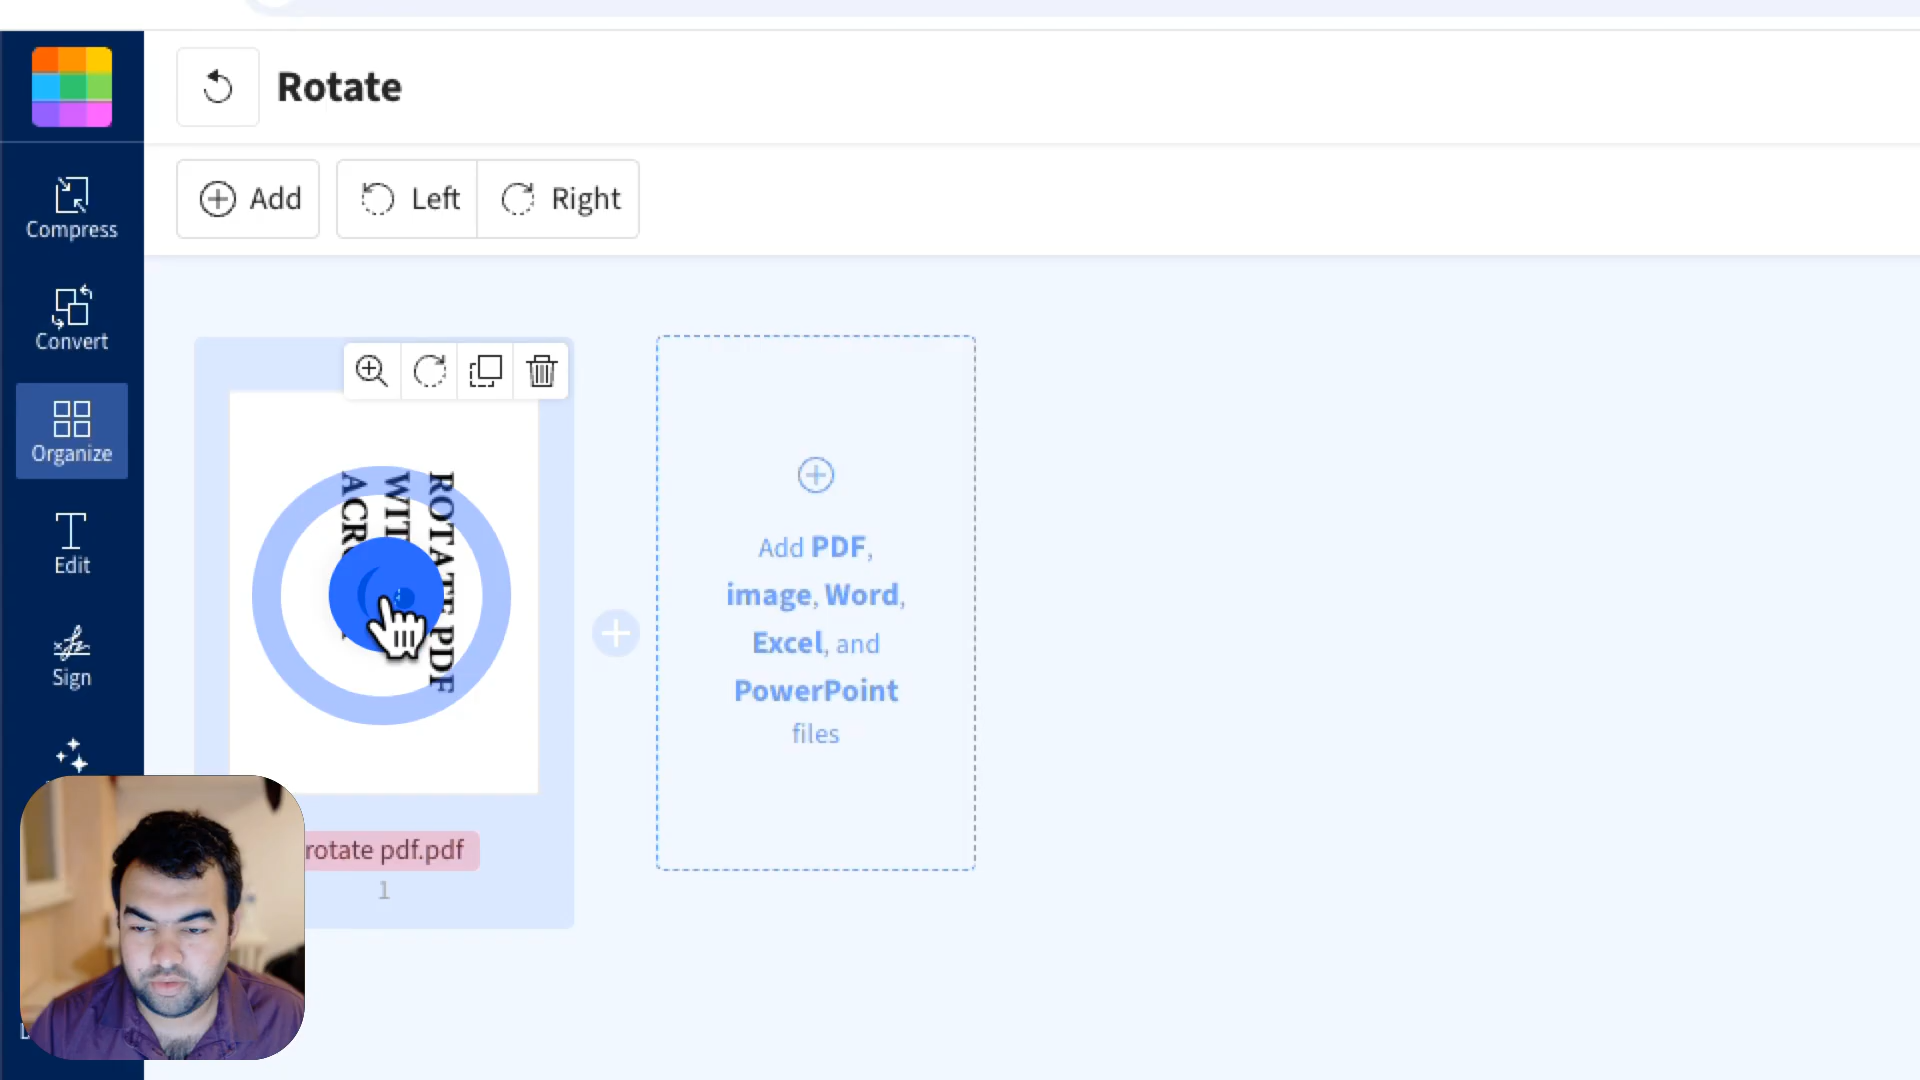 Rotate
Add
Left
Right
Compress
Convert
Organize
Edit
Sign
ROTATE PDF
Add PDF,
image, Word,
Excel, and
PowerPoint
files
rotate pdf.pdf
1